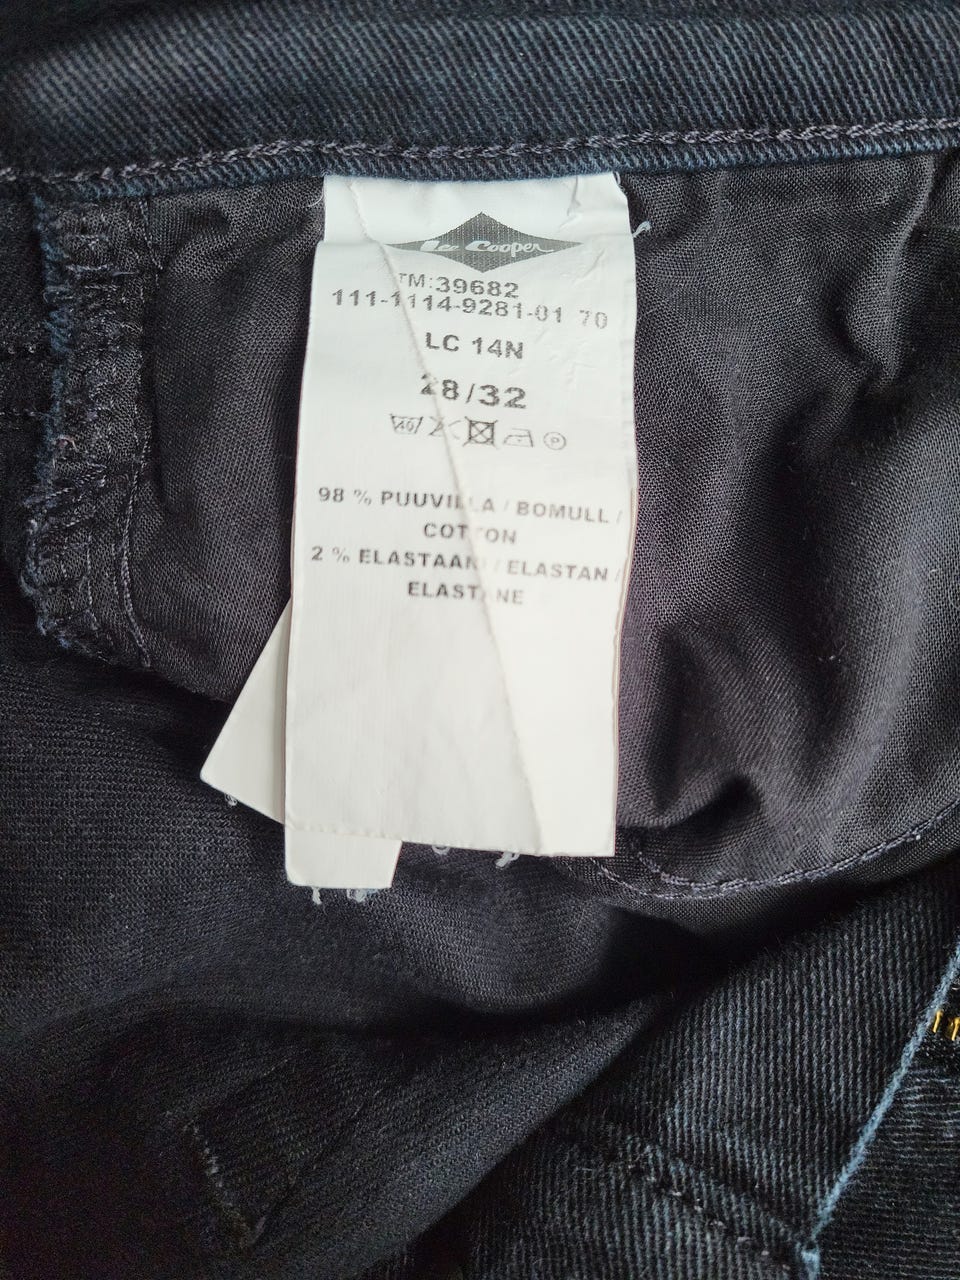 Lee Cooper
TM:39682
111-1114-9281-01 70
LC 14N
28/32
40
P
98 % PUUVILLA / BOMULL /
COTTON
2 % ELASTAANI / ELASTAN /
ELASTANE